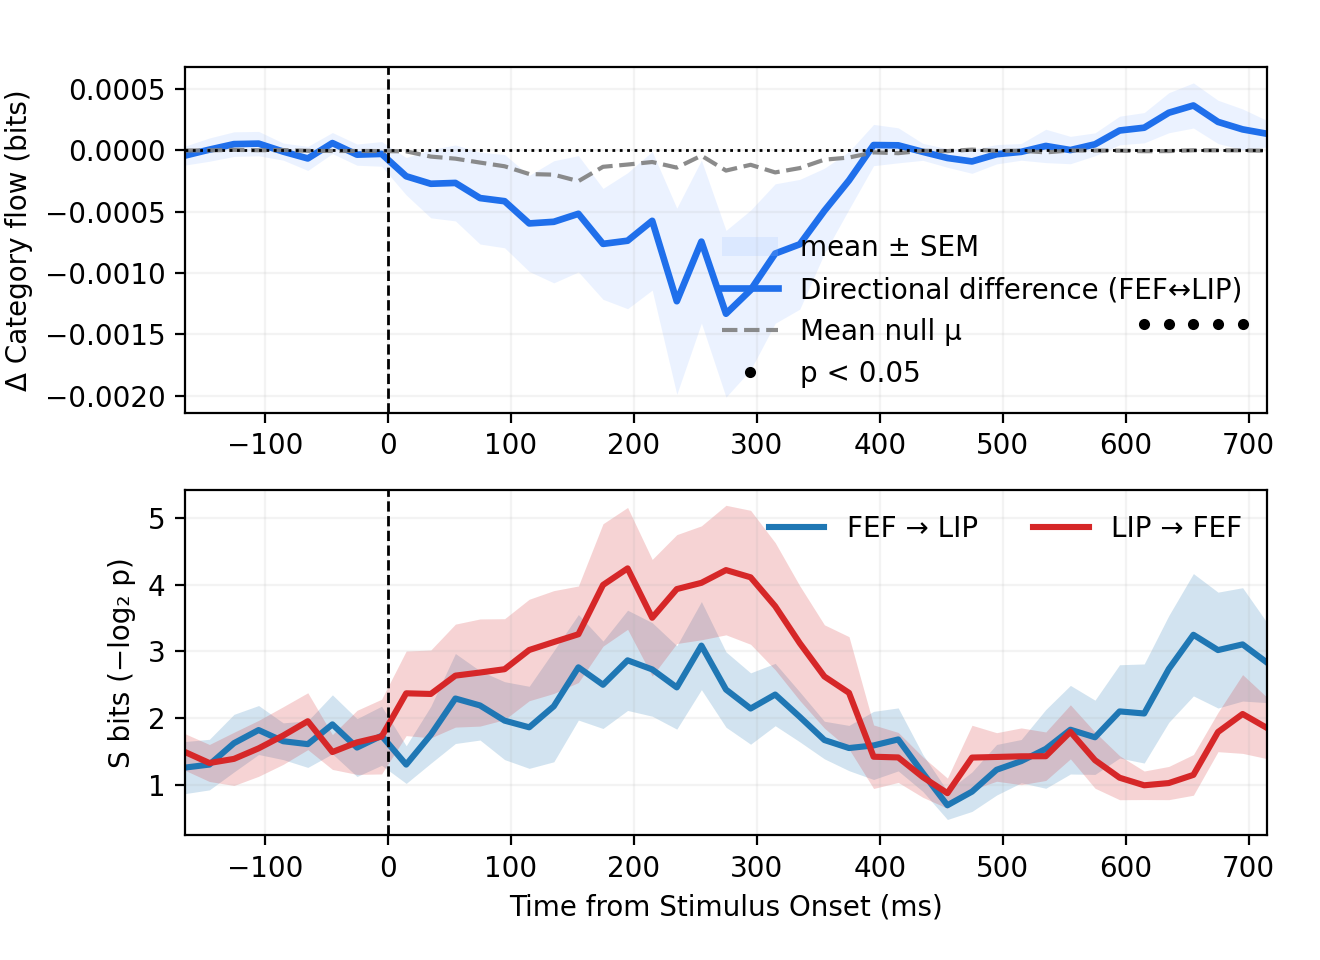 Δ Category flow (bits)
0.0005
0.0000
−0.0005
−0.0010
−0.0015
−0.0020
mean ± SEM
Directional difference (FEF↔LIP)
Mean null μ
p < 0.05
−100 0 100 200 300 400 500 600 700
S bits (−log₂ p)
5
4
3
2
1
FEF → LIP LIP → FEF
−100 0 100 200 300 400 500 600 700
Time from Stimulus Onset (ms)